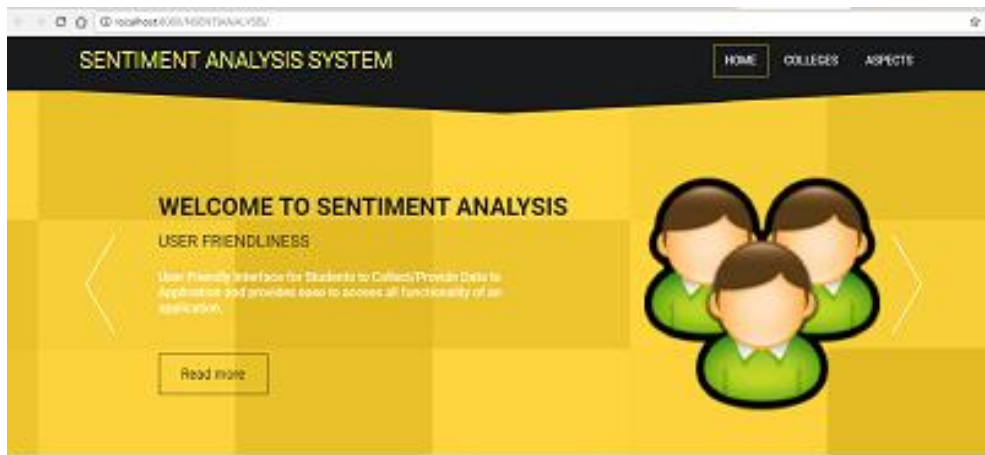 SENTIMENT ANALYSIS SYSTEM
HOME COLLEGES ASPECTS
WELCOME TO SENTIMENT ANALYSIS
USER FRIENDLINESS
User Friendly Interface for Students to Collect/Provide Data to
Application and provides ease to access all functionality of an
application.
Read more